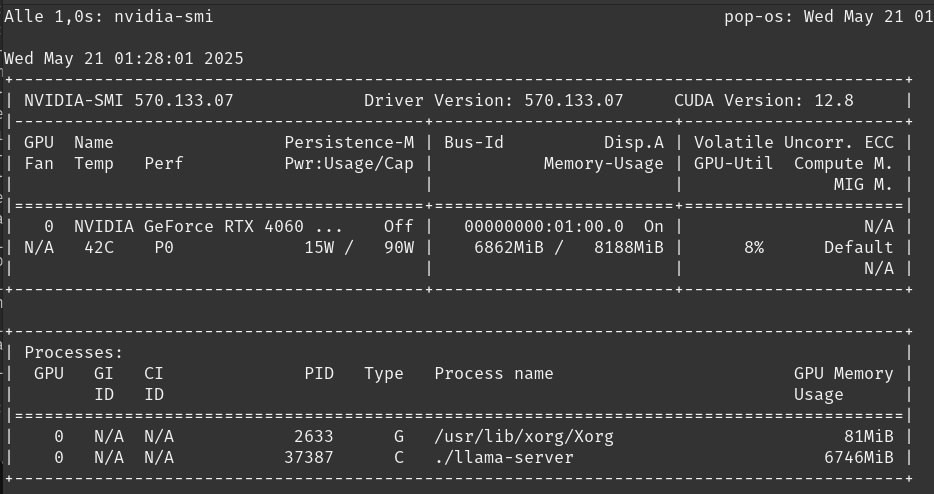 Alle 1,0s: nvidia-smi                                                   pop-os: Wed May 21 01

Wed May 21 01:28:01 2025
+-----------------------------------------------------------------------------------------+
| NVIDIA-SMI 570.133.07             Driver Version: 570.133.07     CUDA Version: 12.8     |
|-----------------------------------------+------------------------+----------------------+
| GPU  Name                 Persistence-M | Bus-Id          Disp.A | Volatile Uncorr. ECC |
| Fan  Temp   Perf          Pwr:Usage/Cap |           Memory-Usage | GPU-Util  Compute M. |
|                                         |                        |               MIG M. |
|=========================================+========================+======================|
|   0  NVIDIA GeForce RTX 4060 ...    Off |   00000000:01:00.0  On |                  N/A |
| N/A   42C    P0             15W /   90W |    6862MiB /   8188MiB |      8%      Default |
|                                         |                        |                  N/A |
+-----------------------------------------+------------------------+----------------------+

+-----------------------------------------------------------------------------------------+
| Processes:                                                                              |
|  GPU   GI   CI              PID   Type   Process name                        GPU Memory |
|        ID   ID                                                               Usage      |
|=========================================================================================|
|    0   N/A  N/A            2633      G   /usr/lib/xorg/Xorg                       81MiB |
|    0   N/A  N/A           37387      C   ./llama-server                         6746MiB |
+-----------------------------------------------------------------------------------------+